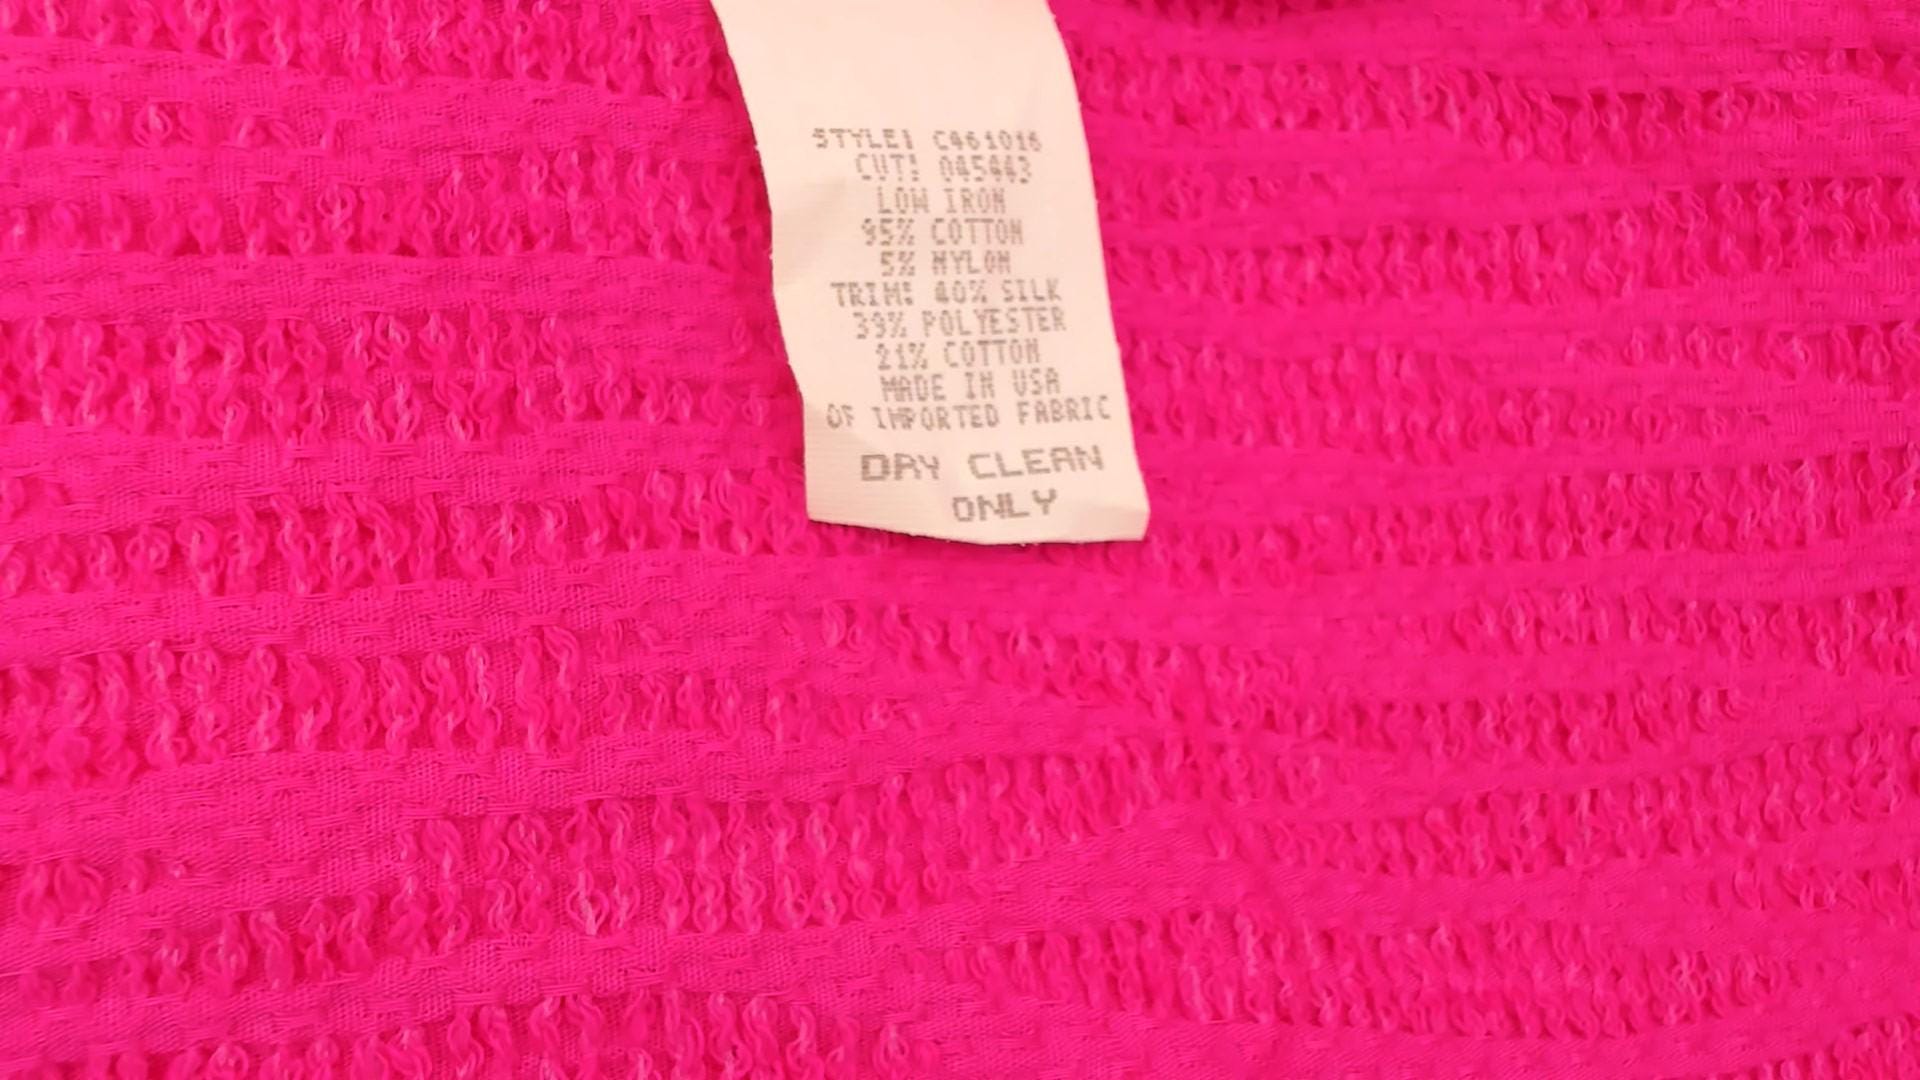 STYLE: C461016
CUT: 045443
LOW IRON
95% COTTON
5% NYLON
TRIM: 40% SILK
39% POLYESTER
21% COTTON
MADE IN USA
OF IMPORTED FABRIC
DRY CLEAN
ONLY